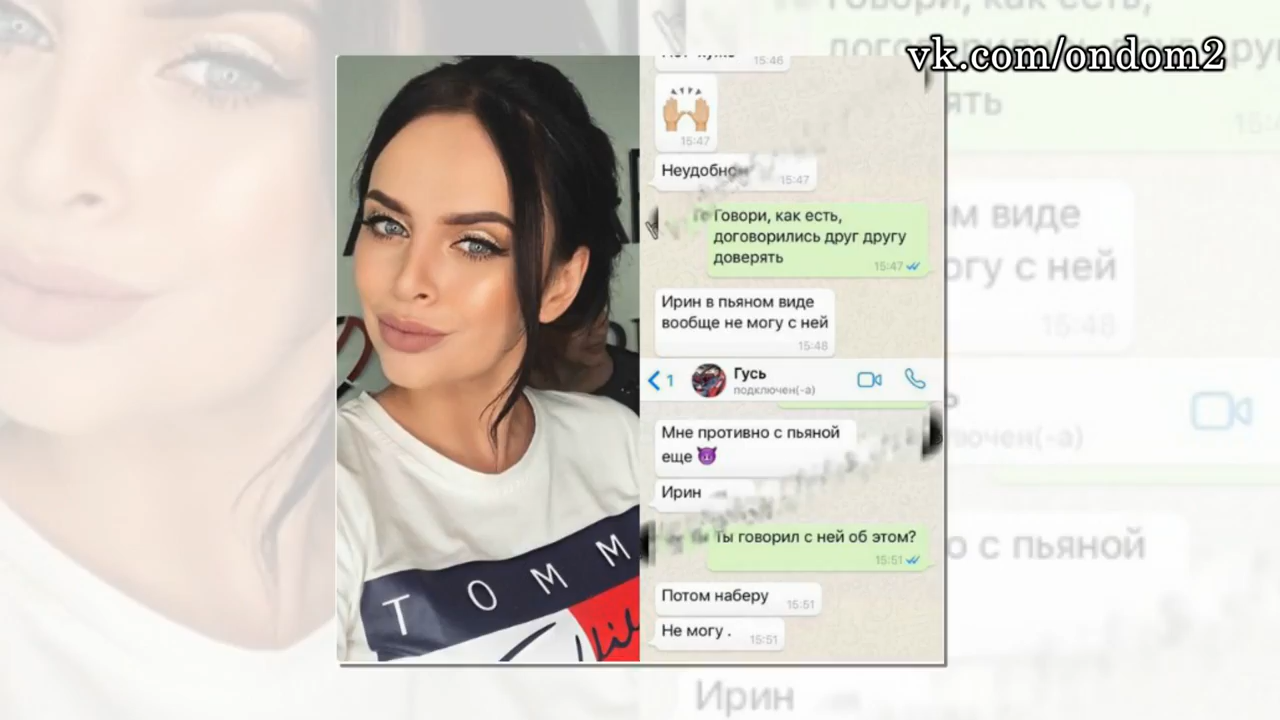 vk.com/ondom2
15:46
15:47
Неудобно
15:47
Говори, как есть,
договорились друг другу
доверять
15:47
Ирин в пьяном виде
вообще не могу с ней
15:48
1
Гусь
подключен(-а)
Мне противно с пьяной
еще
Ирин
Ты говорил с ней об этом?
15:51
Потом наберу
15:51
Не могу .
15:51
TOMM